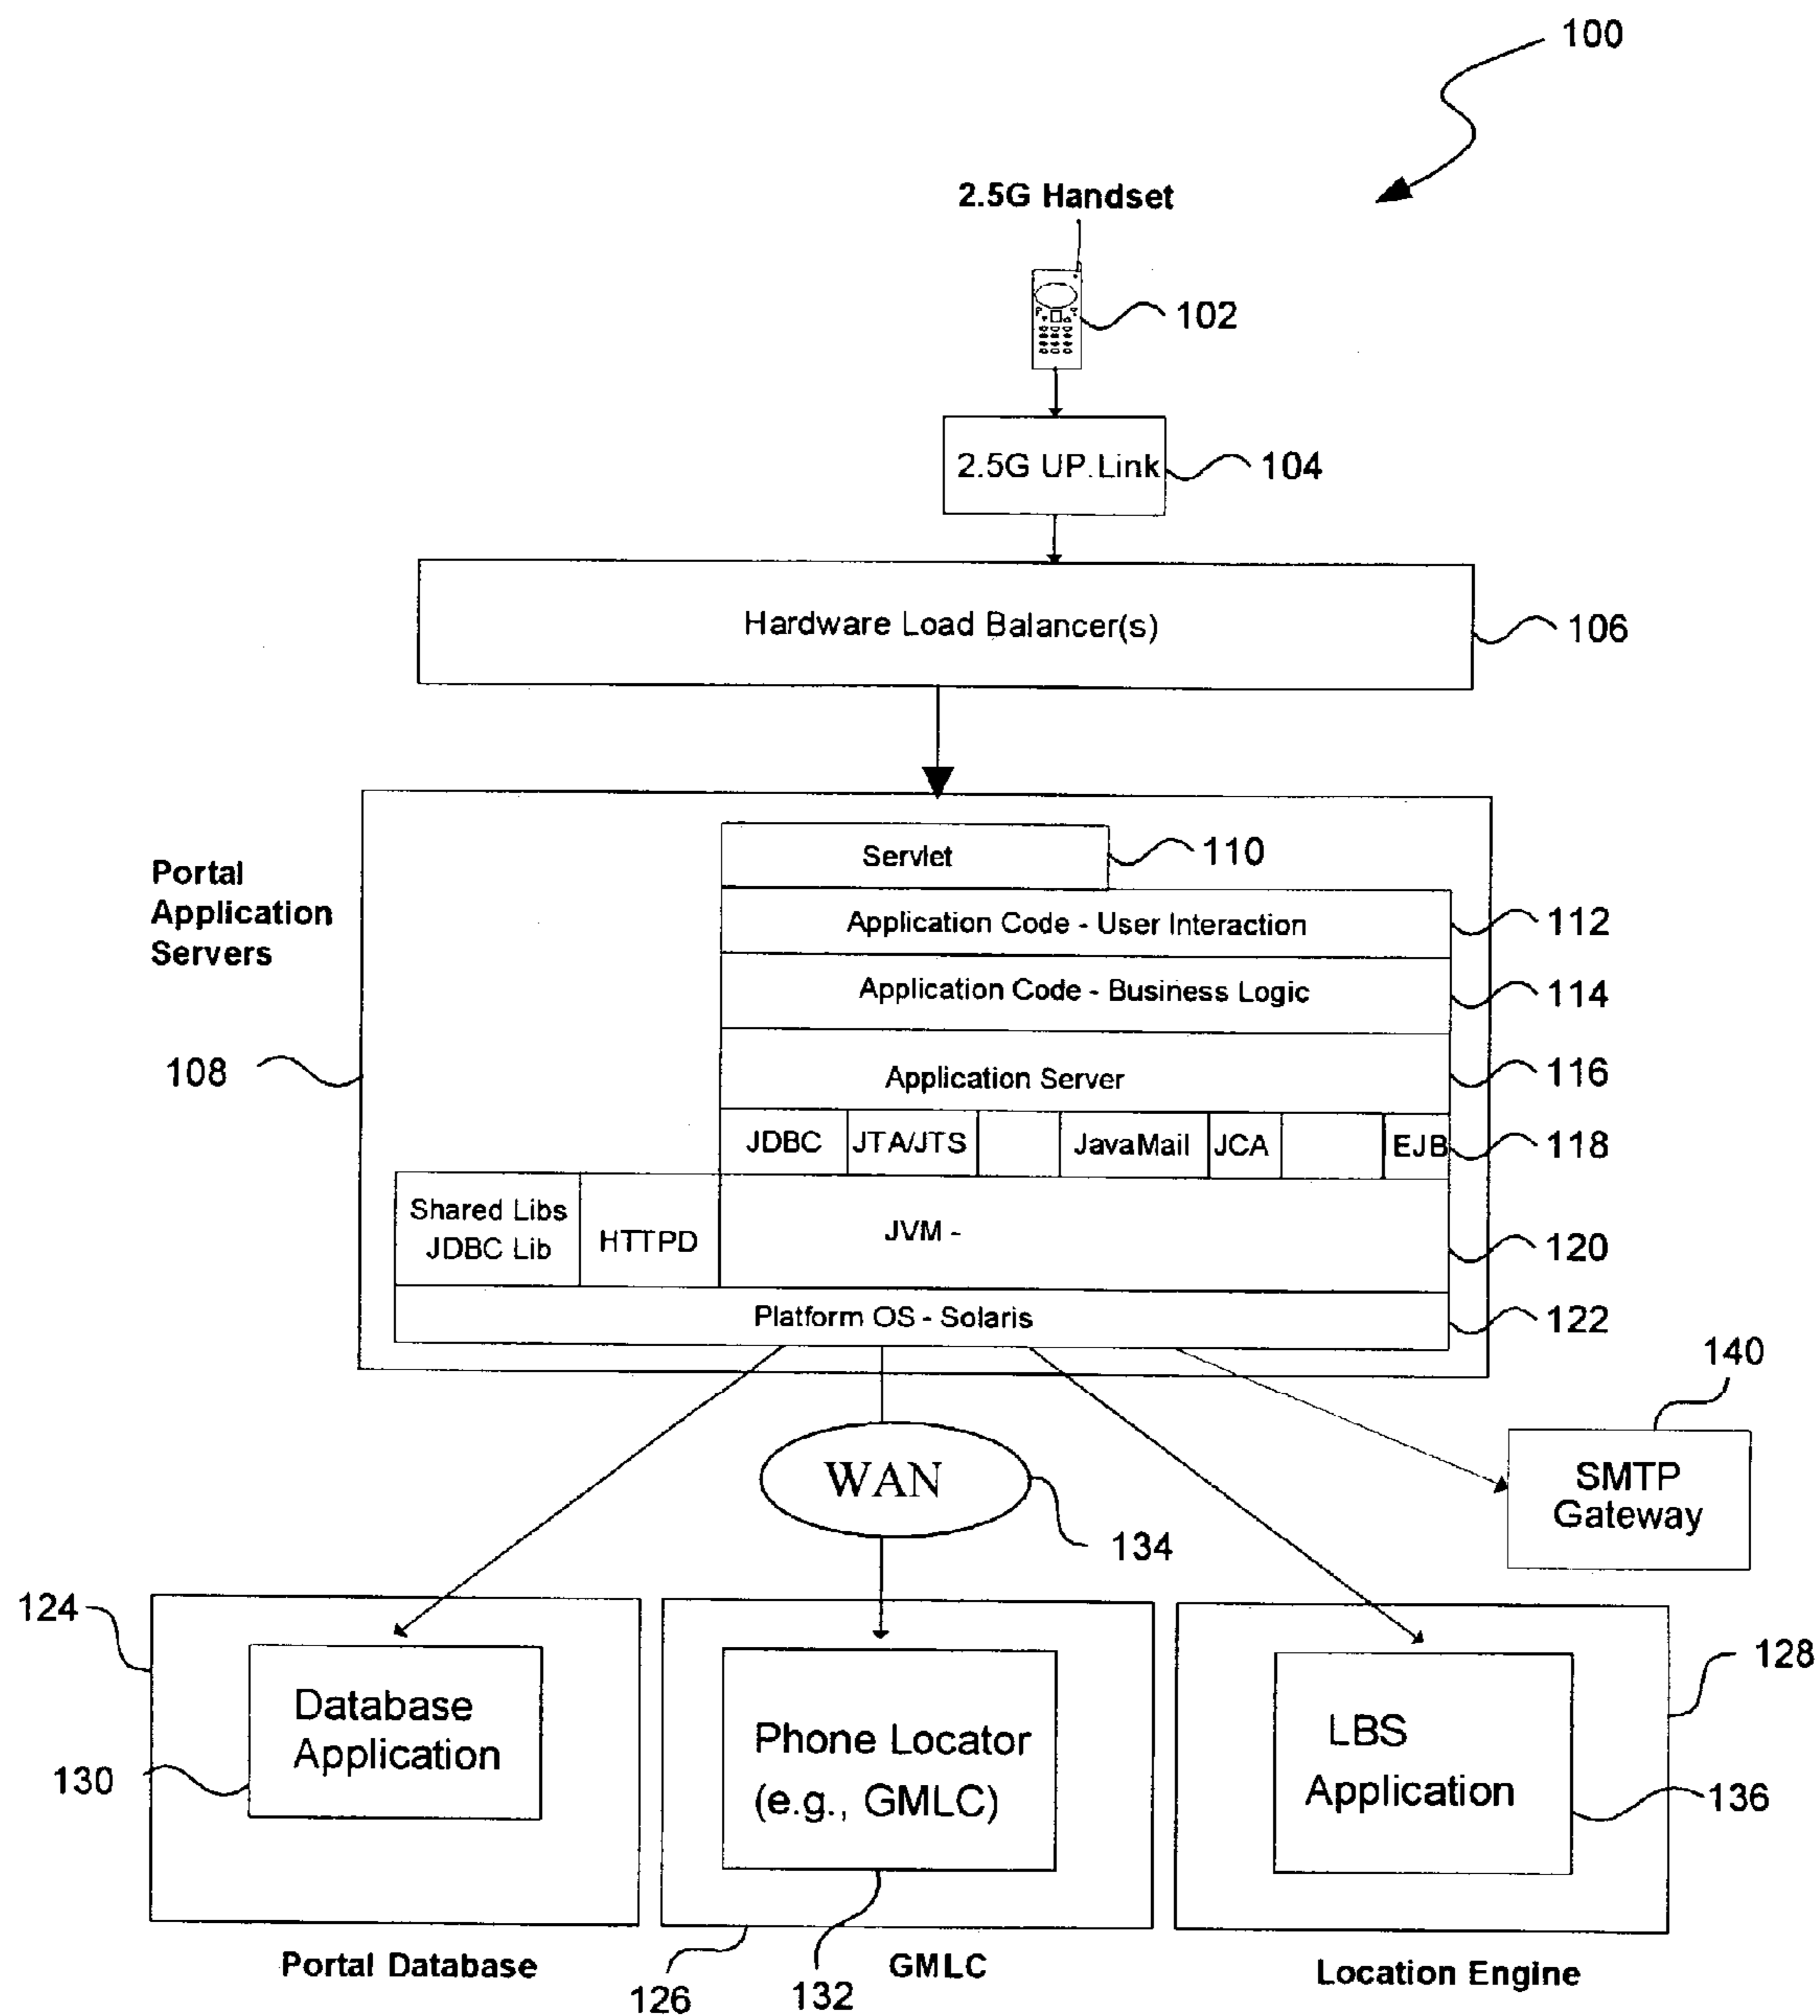 100
2.5G Handset
102
2.5G UP.Link
104
Hardware Load Balancer(s)
106
Portal
Application
Servers
108
Servlet
110
Application Code - User Interaction
112
Application Code - Business Logic
114
Application Server
116
JDBC
JTA/JTS
JavaMail
JCA
EJB
118
Shared Libs
JDBC Lib
HTTPD
JVM -
120
Platform OS - Solaris
122
140
SMTP
Gateway
WAN
134
124
Database
Application
130
Portal Database
Phone Locator
(e.g., GMLC)
GMLC
126
132
128
LBS
Application
136
Location Engine